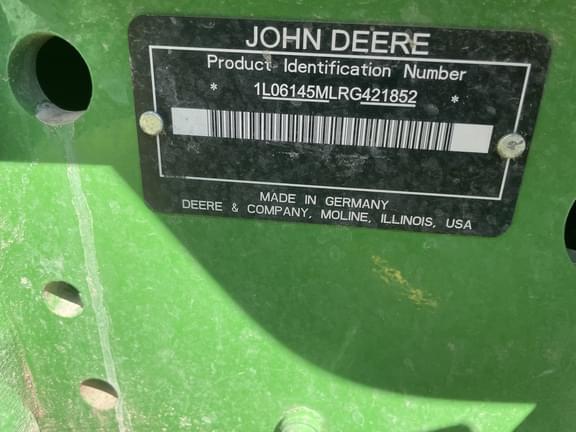 JOHN DEERE
Product Identification Number
* 1L06145MLRG421852 *
MADE IN GERMANY
DEERE & COMPANY, MOLINE, ILLINOIS, USA